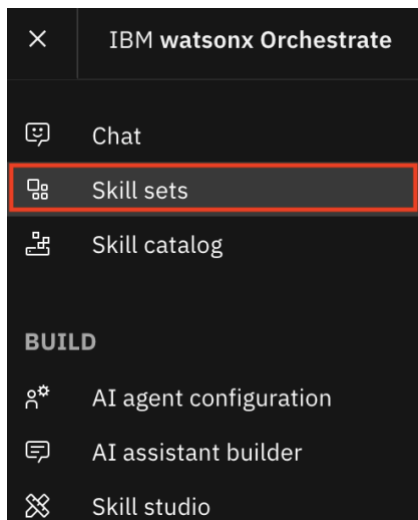 IBM watsonx Orchestrate
Chat
Skill sets
Skill catalog
BUILD
AI agent configuration
AI assistant builder
Skill studio